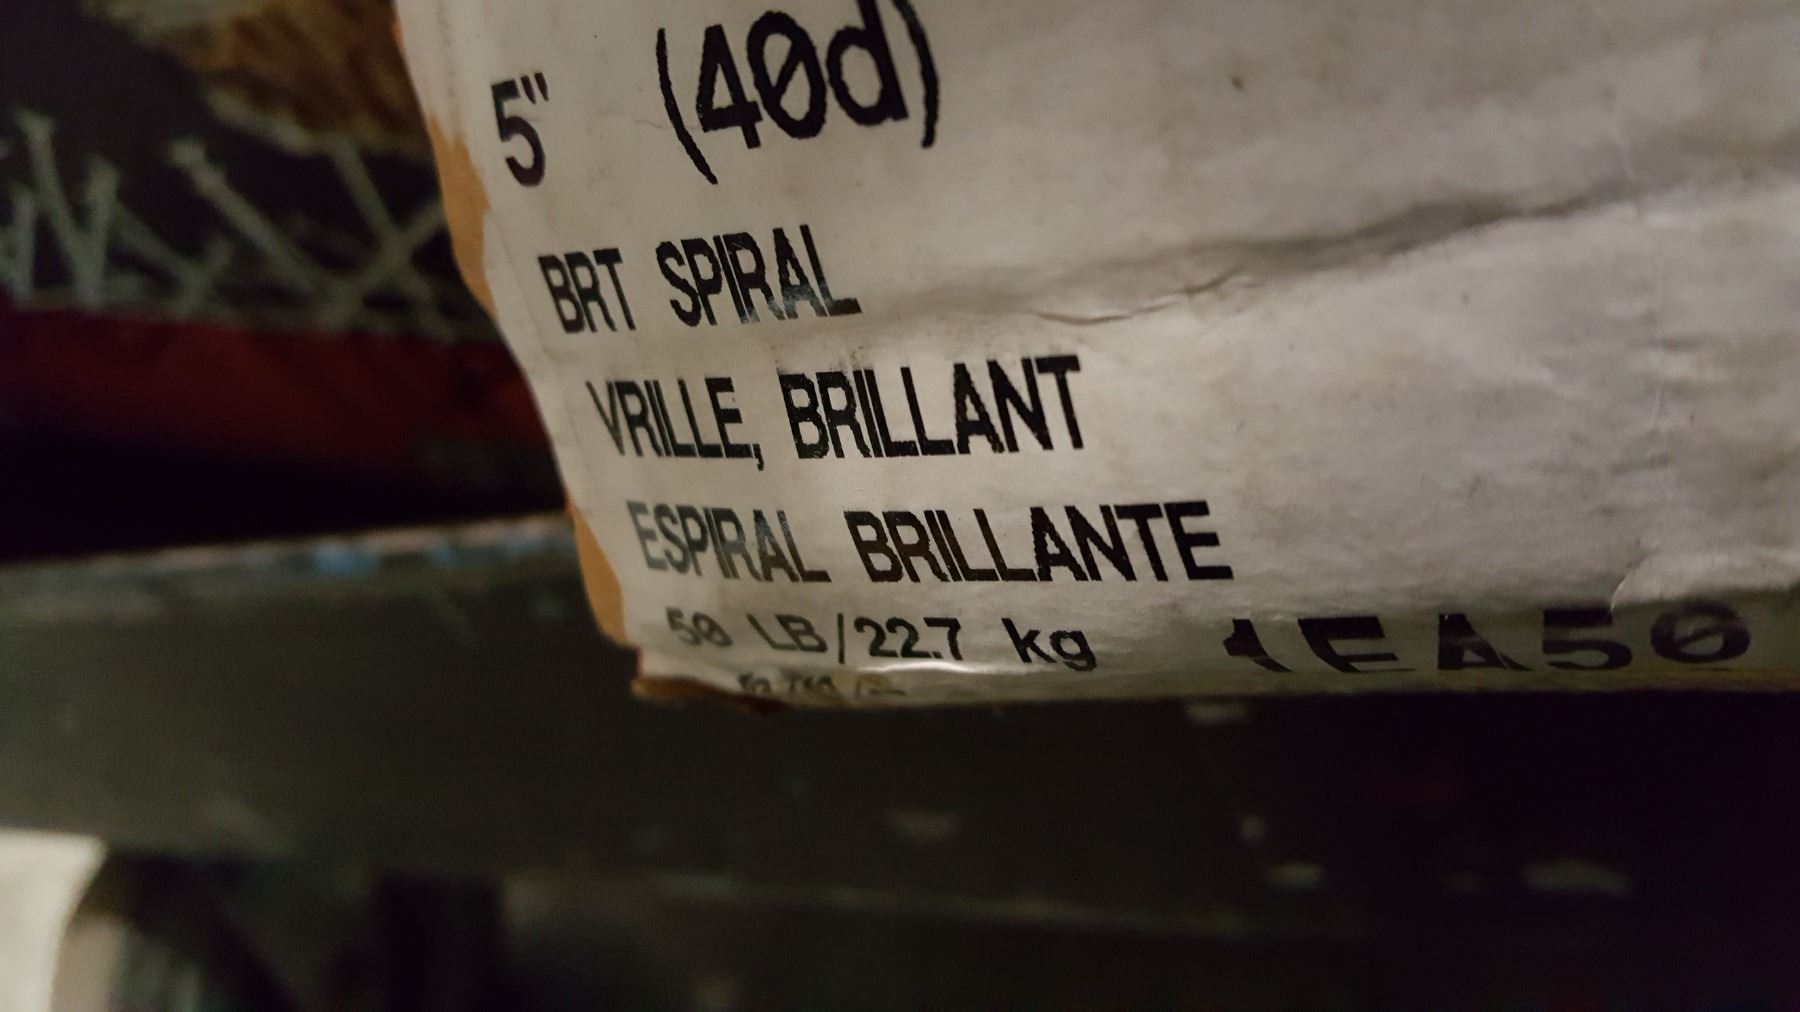 5" (40d)
BRT SPIRAL
VRILLE, BRILLANT
ESPIRAL BRILLANTE
50 LB/22.7 kg